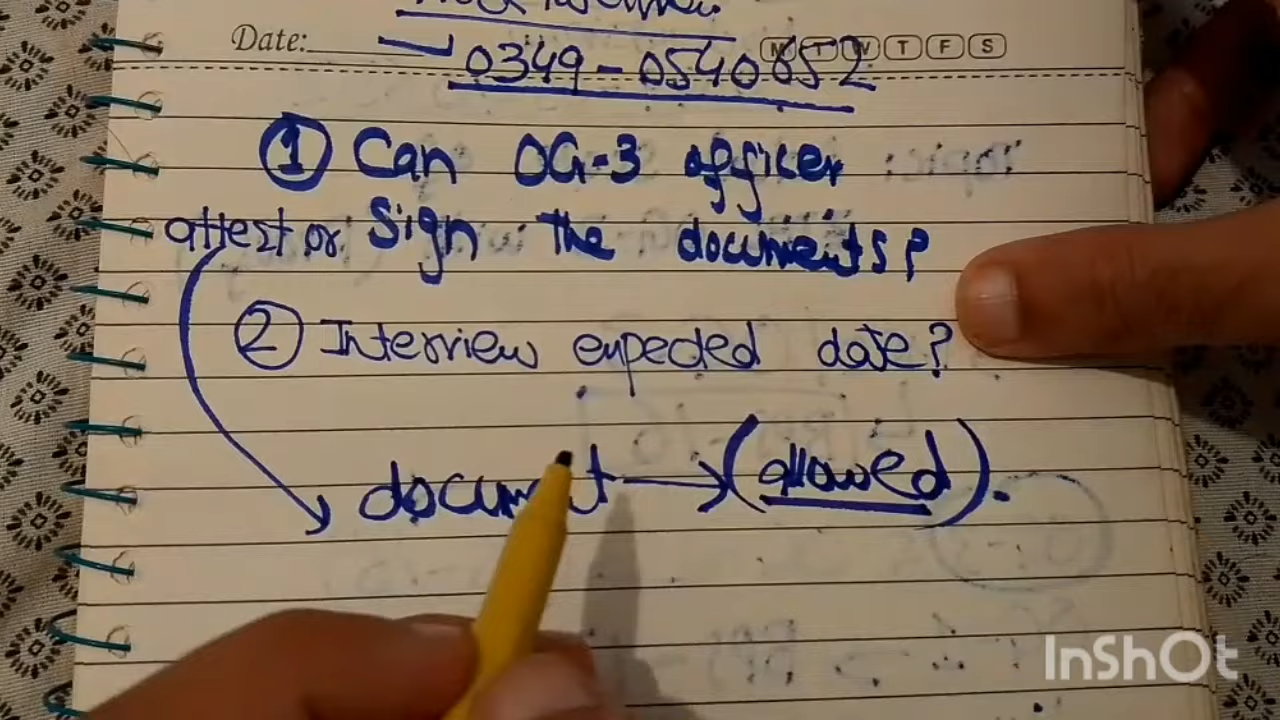 Date:
M T W T F S
0349-0540852
① Can OG-3 officer
attest or Sign the documents?
② Interview expected date?
document → (allowed).
InShOt